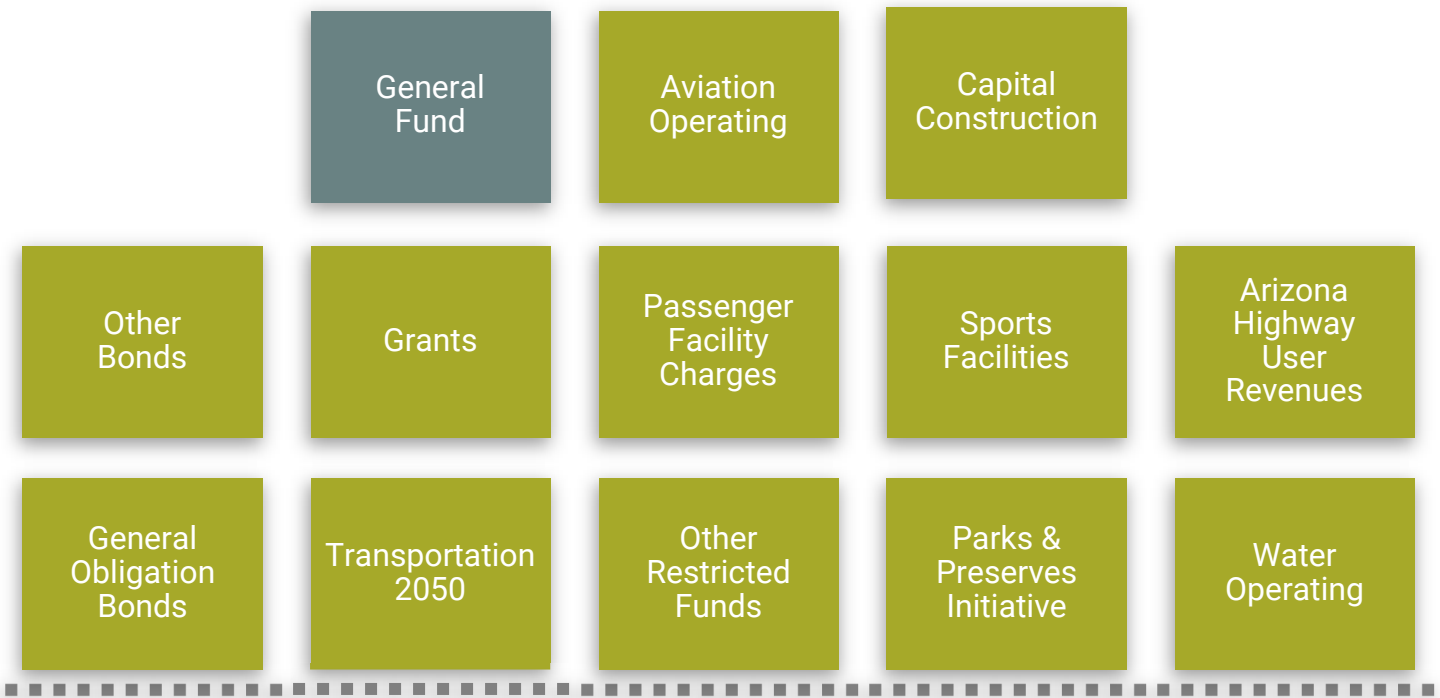 General
Fund
Aviation
Operating
Capital
Construction
Other
Bonds
Grants
Passenger
Facility
Charges
Sports
Facilities
Arizona
Highway
User
Revenues
General
Obligation
Bonds
Transportation
2050
Other
Restricted
Funds
Parks &
Preserves
Initiative
Water
Operating